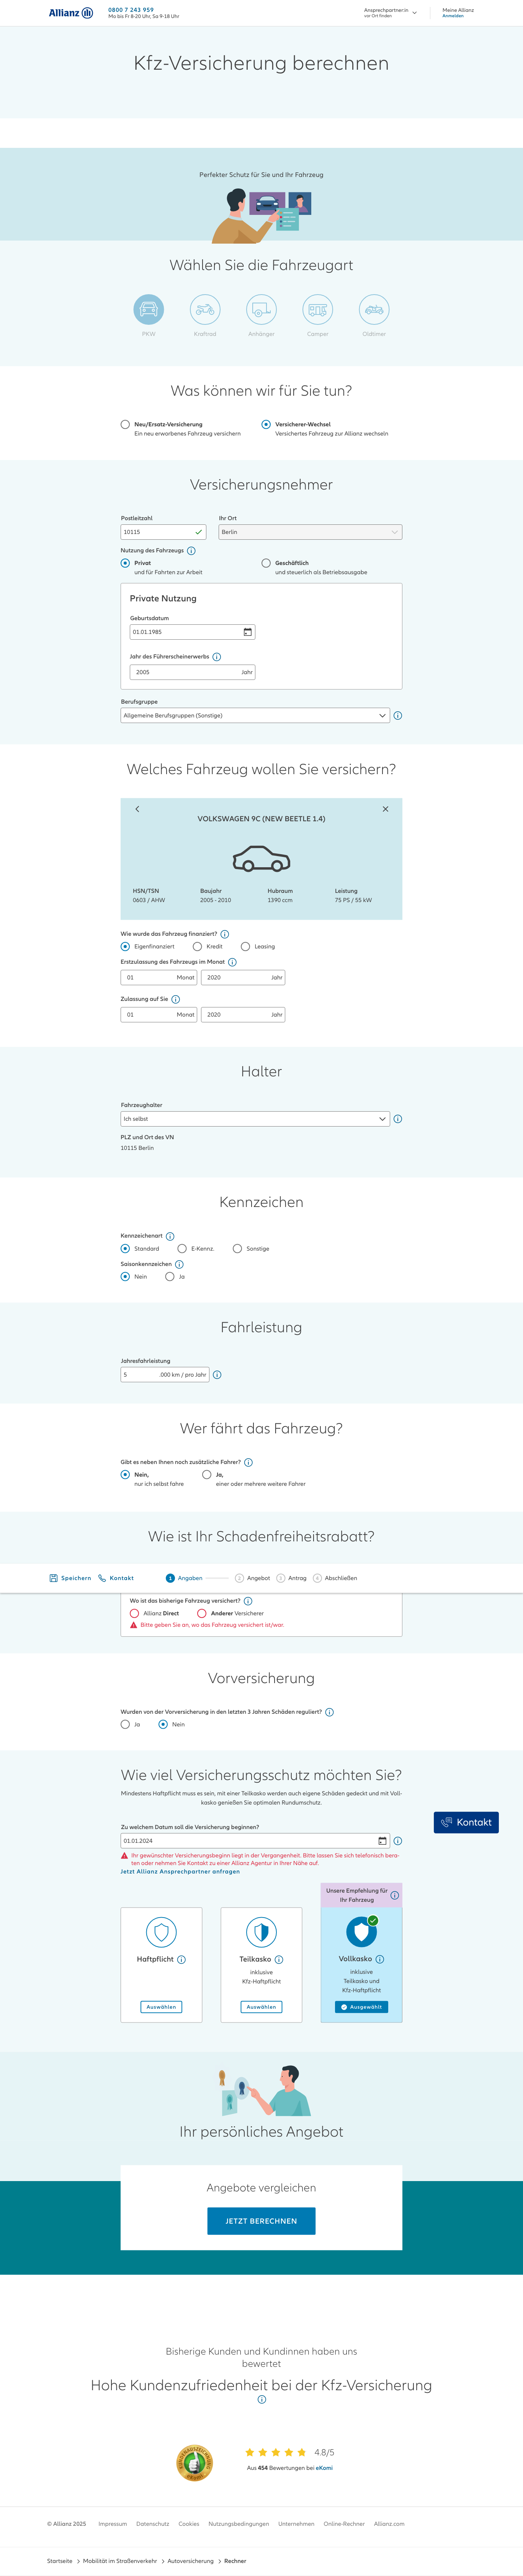 Allianz
0800 7 243 959
Mo bis Fr 8-20 Uhr, Sa 9-18 Uhr
Ansprechpartner:in
vor Ort finden
Meine Allianz
Anmelden
Kfz-Versicherung berechnen
Perfekter Schutz für Sie und Ihr Fahrzeug
Wählen Sie die Fahrzeugart
PKW
Kraftrad
Anhänger
Camper
Oldtimer
Was können wir für Sie tun?
Neu/Ersatz-Versicherung
Ein neu erworbenes Fahrzeug versichern
Versicherer-Wechsel
Versichertes Fahrzeug zur Allianz wechseln
Versicherungsnehmer
Postleitzahl
Ihr Ort
10115
Berlin
Nutzung des Fahrzeugs
Privat
und für Fahrten zur Arbeit
Geschäftlich
und steuerlich als Betriebsausgabe
Private Nutzung
Geburtsdatum
01.01.1985
Jahr des Führerscheinerwerbs
2005 Jahr
Berufsgruppe
Allgemeine Berufsgruppen (Sonstige)
Welches Fahrzeug wollen Sie versichern?
VOLKSWAGEN 9C (NEW BEETLE 1.4)
HSN/TSN
0603 / AHW
Baujahr
2005 - 2010
Hubraum
1390 ccm
Leistung
75 PS / 55 kW
Wie wurde das Fahrzeug finanziert?
Eigenfinanziert
Kredit
Leasing
Erstzulassung des Fahrzeugs im Monat
01 Monat
2020 Jahr
Zulassung auf Sie
01 Monat
2020 Jahr
Halter
Fahrzeughalter
Ich selbst
PLZ und Ort des VN
10115 Berlin
Kennzeichen
Kennzeichenart
Standard
E-Kennz.
Sonstige
Saisonkennzeichen
Nein
Ja
Fahrleistung
Jahresfahrleistung
5 .000 km / pro Jahr
Wer fährt das Fahrzeug?
Gibt es neben Ihnen noch zusätzliche Fahrer?
Nein,
nur ich selbst fahre
Ja,
einer oder mehrere weitere Fahrer
Wie ist Ihr Schadenfreiheitsrabatt?
Speichern
Kontakt
1 Angaben
2 Angebot
3 Antrag
4 Abschließen
Wo ist das bisherige Fahrzeug versichert?
Allianz Direct
Anderer Versicherer
Bitte geben Sie an, wo das Fahrzeug versichert ist/war.
Vorversicherung
Wurden von der Vorversicherung in den letzten 3 Jahren Schäden reguliert?
Ja
Nein
Wie viel Versicherungsschutz möchten Sie?
Mindestens Haftpflicht muss es sein, mit einer Teilkasko werden auch eigene Schäden gedeckt und mit Voll-
kasko genießen Sie optimalen Rundumschutz.
Kontakt
Zu welchem Datum soll die Versicherung beginnen?
01.01.2024
Ihr gewünschter Versicherungsbeginn liegt in der Vergangenheit. Bitte lassen Sie sich telefonisch bera-
ten oder nehmen Sie Kontakt zu einer Allianz Agentur in Ihrer Nähe auf.
Jetzt Allianz Ansprechpartner anfragen
Unsere Empfehlung für
Ihr Fahrzeug
Haftpflicht
Auswählen
Teilkasko
inklusive
Kfz-Haftpflicht
Auswählen
Vollkasko
inklusive
Teilkasko und
Kfz-Haftpflicht
Ausgewählt
Ihr persönliches Angebot
Angebote vergleichen
JETZT BERECHNEN
Bisherige Kunden und Kundinnen haben uns
bewertet
Hohe Kundenzufriedenheit bei der Kfz-Versicherung
4.8/5
Aus 454 Bewertungen bei eKomi
© Allianz 2025
Impressum
Datenschutz
Cookies
Nutzungsbedingungen
Unternehmen
Online-Rechner
Allianz.com
Startseite
Mobilität im Straßenverkehr
Autoversicherung
Rechner